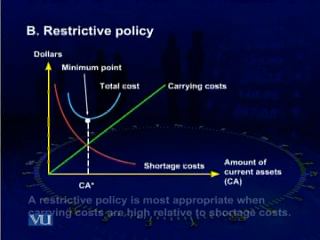 B. Restrictive policy
Dollars
Minimum point
Total cost
Carrying costs
Shortage costs
Amount of
current assets
(CA)
CA*
A restrictive policy is most appropriate when
carrying costs are high relative to shortage costs.
VU